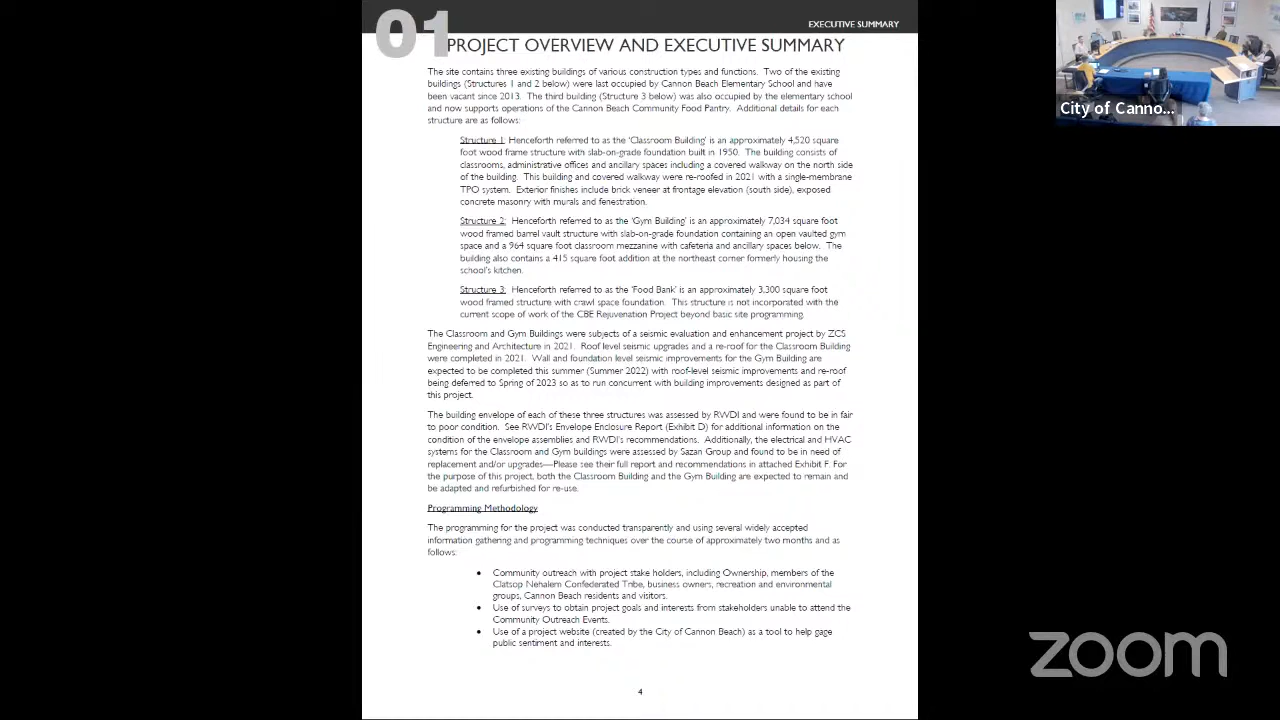 01
EXECUTIVE SUMMARY
PROJECT OVERVIEW AND EXECUTIVE SUMMARY
The site contains three existing buildings of various construction types and functions. Two of the existing
buildings (Structures 1 and 2 below) were last occupied by Cannon Beach Elementary School and have
been vacant since 2013. The third building (Structure 3 below) was also occupied by the elementary school
and now supports operations of the Cannon Beach Community Food Pantry. Additional details for each
structure are as follows:
Structure 1: Henceforth referred to as the 'Classroom Building' is an approximately 4,520 square
foot wood frame structure with slab-on-grade foundation built in 1950. The building consists of
classrooms, administrative offices and ancillary spaces including a covered walkway on the north side
of the building. This building and covered walkway were re-roofed in 2021 with a single-membrane
TPO system. Exterior finishes include brick veneer at frontage elevation (south side), exposed
concrete masonry with murals and fenestration.
Structure 2: Henceforth referred to as the 'Gym Building' is an approximately 7,034 square foot
wood framed barrel vault structure with slab-on-grade foundation containing an open vaulted gym
space and a 964 square foot classroom mezzanine with cafeteria and ancillary spaces below. The
building also contains a 415 square foot addition at the northeast corner formerly housing the
school's kitchen.
Structure 3: Henceforth referred to as the 'Food Bank' is an approximately 3,300 square foot
wood framed structure with crawl space foundation. This structure is not incorporated with the
current scope of work of the CBE Rejuvenation Project beyond basic site programming.
The Classroom and Gym Buildings were subjects of a seismic evaluation and enhancement project by ZCS
Engineering and Architecture in 2021. Roof level seismic upgrades and a re-roof for the Classroom Building
were completed in 2021. Wall and foundation level seismic improvements for the Gym Building are
expected to be completed this summer (Summer 2022) with roof-level seismic improvements and re-roof
being deferred to Spring of 2023 so as to run concurrent with building improvements designed as part of
this project.
The building envelope of each of these three structures was assessed by RWDI and were found to be in fair
to poor condition. See RWDI's Envelope Enclosure Report (Exhibit D) for additional information on the
condition of the envelope assemblies and RWDI's recommendations. Additionally, the electrical and HVAC
systems for the Classroom and Gym buildings were assessed by Sazan Group and found to be in need of
replacement and/or upgrades—Please see their full report and recommendations in attached Exhibit F. For
the purpose of this project, both the Classroom Building and the Gym Building are expected to remain and
be adapted and refurbished for re-use.
Programming Methodology
The programming for the project was conducted transparently and using several widely accepted
information gathering and programming techniques over the course of approximately two months and as
follows:
• Community outreach with project stake holders, including Ownership, members of the
Clatsop Nehalem Confederated Tribe, business owners, recreation and environmental
groups, Cannon Beach residents and visitors.
• Use of surveys to obtain project goals and interests from stakeholders unable to attend the
Community Outreach Events.
• Use of a project website (created by the City of Cannon Beach) as a tool to help gage
public sentiment and interests.
4
City of Canno...
zoom